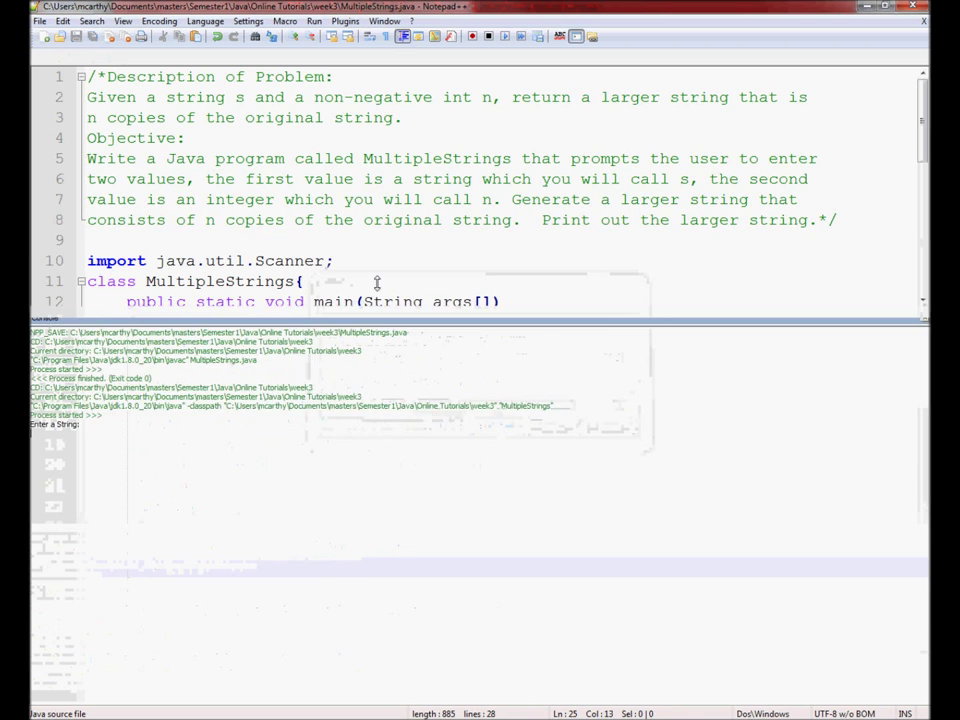 C:\Users\mcarthy\Documents\masters\Semester1\Java\Online Tutorials\week3\MultipleStrings.java - Notepad++
File Edit Search View Encoding Language Settings Macro Run Plugins Window ?
1 /*Description of Problem:
2 Given a string s and a non-negative int n, return a larger string that is
3 n copies of the original string.
4 Objective:
5 Write a Java program called MultipleStrings that prompts the user to enter
6 two values, the first value is a string which you will call s, the second
7 value is an integer which you will call n. Generate a larger string that
8 consists of n copies of the original string.  Print out the larger string.*/
9
10 import java.util.Scanner;
11 class MultipleStrings{
12 public static void main(String args[])
Console
NPP_SAVE: C:\Users\mcarthy\Documents\masters\Semester1\Java\Online Tutorials\week3\MultipleStrings.java
CD: C:\Users\mcarthy\Documents\masters\Semester1\Java\Online Tutorials\week3
Current directory: C:\Users\mcarthy\Documents\masters\Semester1\Java\Online Tutorials\week3
"C:\Program Files\Java\jdk1.8.0_20\bin\javac" MultipleStrings.java
Process started >>>
<<< Process finished. (Exit code 0)
CD: C:\Users\mcarthy\Documents\masters\Semester1\Java\Online Tutorials\week3
Current directory: C:\Users\mcarthy\Documents\masters\Semester1\Java\Online Tutorials\week3
"C:\Program Files\Java\jdk1.8.0_20\bin\java" -classpath "C:\Users\mcarthy\Documents\masters\Semester1\Java\Online Tutorials\week3" "MultipleStrings"
Process started >>>
Enter a String:
Java source file length : 885 lines : 28 Ln : 25 Col : 13 Sel : 0 | 0 Dos\Windows UTF-8 w/o BOM INS